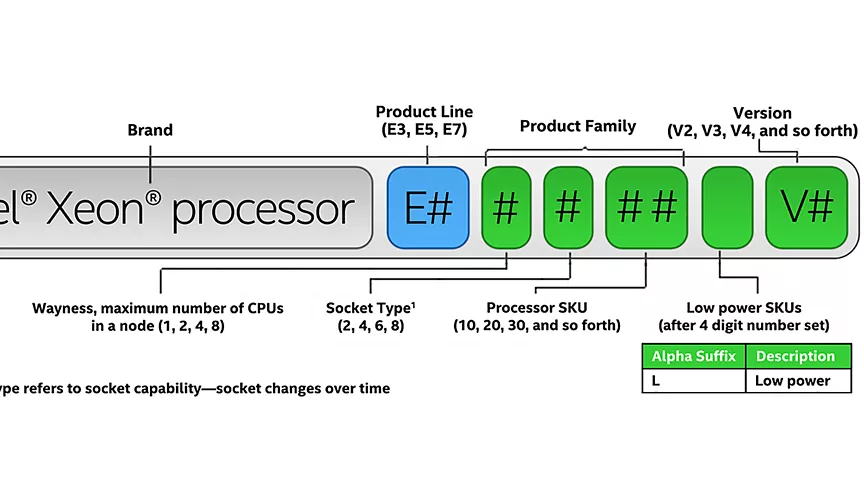 Product Line
(E3, E5, E7)
Brand
Product Family
Version
(V2, V3, V4, and so forth)
Xeon® processor
E#
#
#
##
V#
Wayness, maximum number of CPUs
in a node (1, 2, 4, 8)
Socket Type¹
(2, 4, 6, 8)
Processor SKU
(10, 20, 30, and so forth)
Low power SKUs
(after 4 digit number set)
Alpha Suffix Description
L Low power
refers to socket capability—socket changes over time